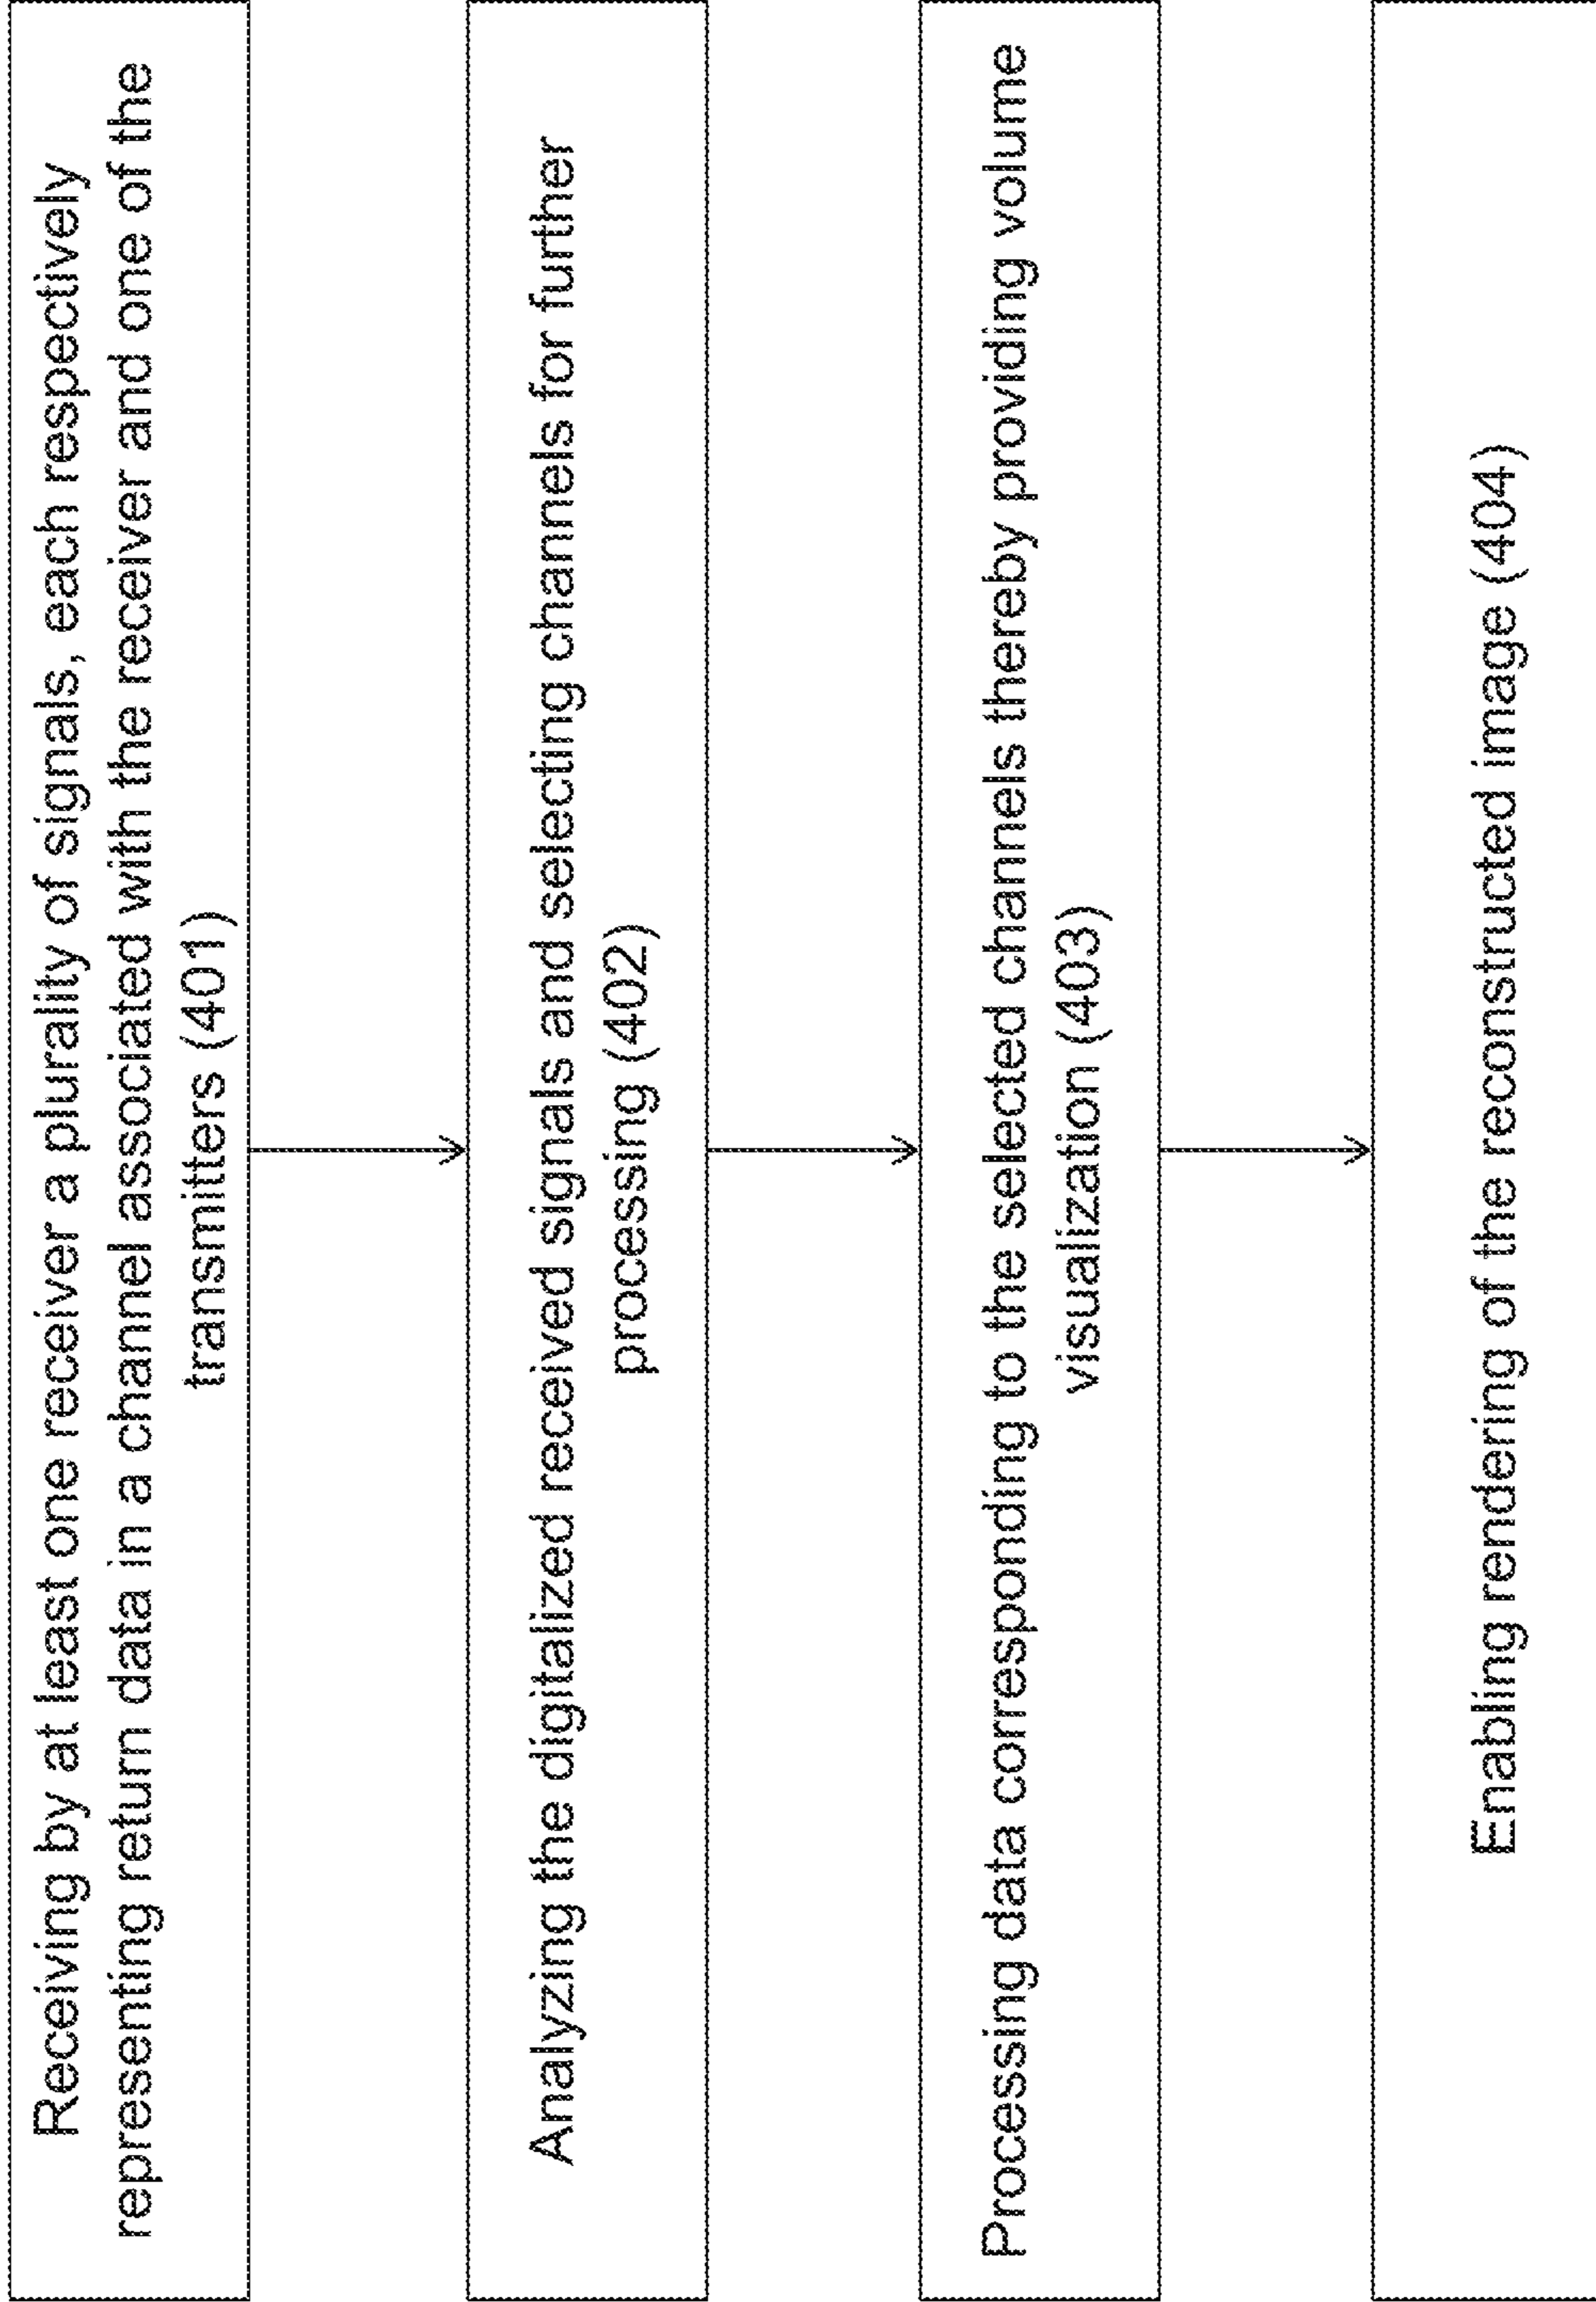 Receiving by at least one receiver a plurality of signals, each respectively
representing return data in a channel associated with the receiver and one of the
transmitters (401)
Analyzing the digitalized received signals and selecting channels for further
processing (402)
Processing data corresponding to the selected channels thereby providing volume
visualization (403)
Enabling rendering of the reconstructed image (404)